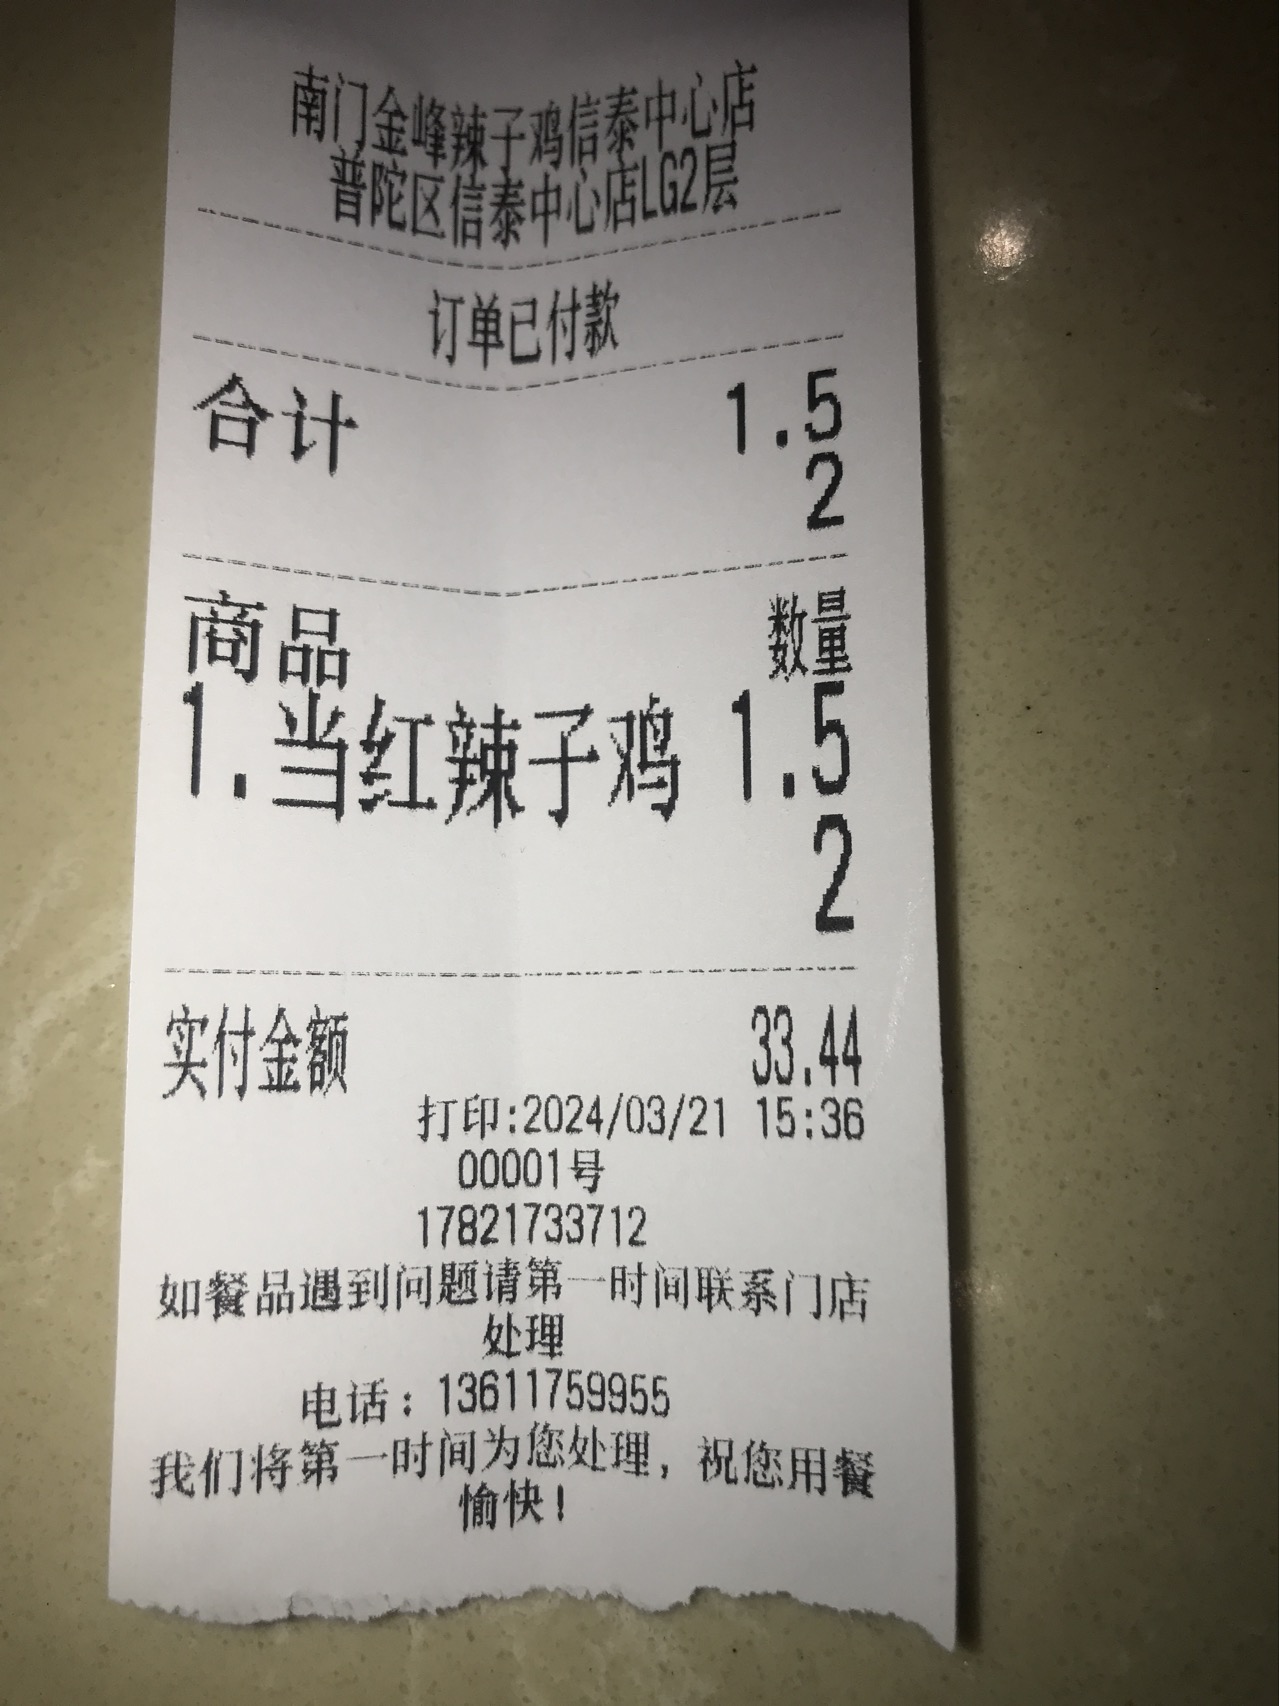 南门金峰辣子鸡信泰中心店
普陀区信泰中心店LG2层
订单已付款
合计 1.5
2
商品 数量
1.当红辣子鸡 1.5
2
实付金额 33.44
打印:2024/03/21 15:36
00001号
17821733712
如餐品遇到问题请第一时间联系门店
处理
电话：13611759955
我们将第一时间为您处理，祝您用餐
愉快！